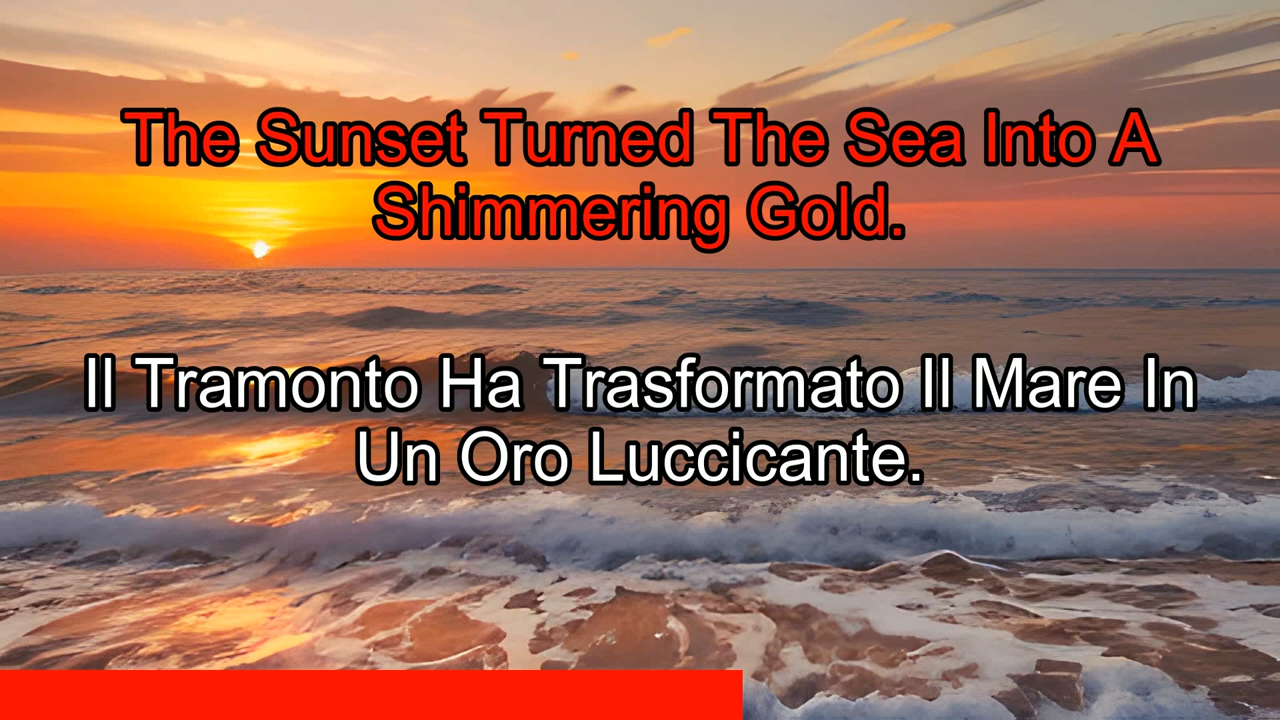 The Sunset Turned The Sea Into A
Shimmering Gold.
Il Tramonto Ha Trasformato Il Mare In
Un Oro Luccicante.